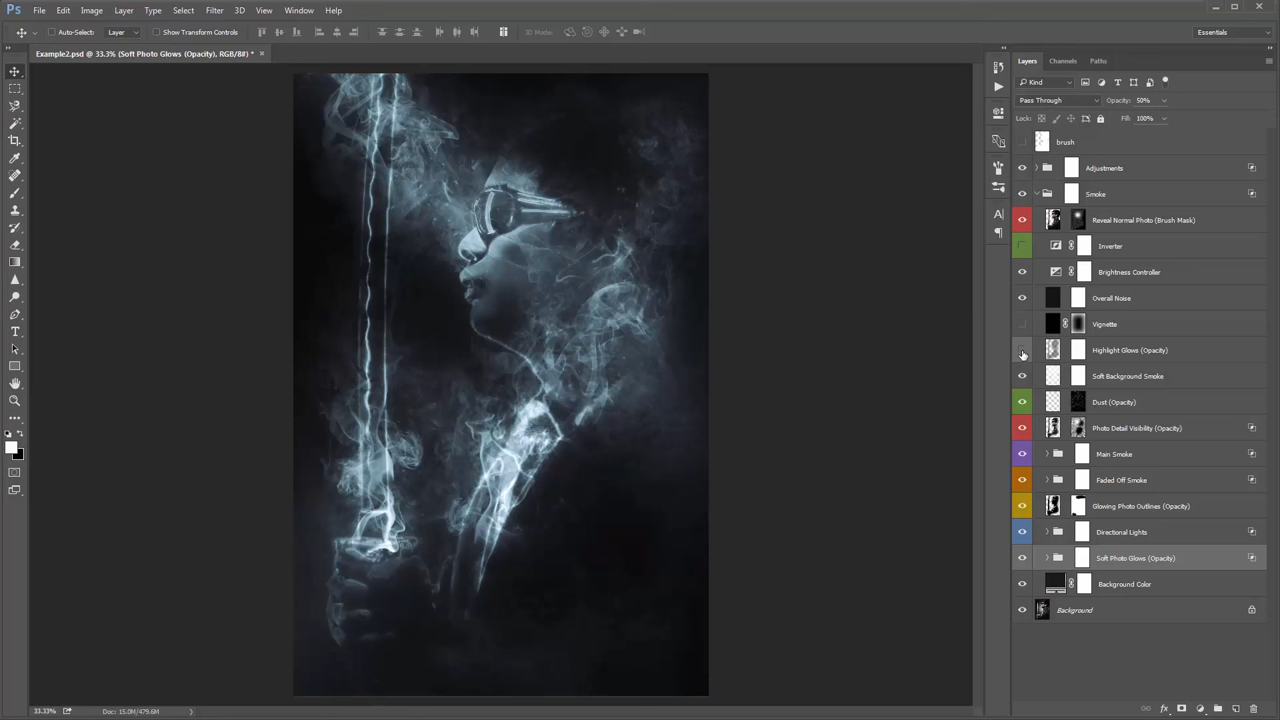 Ps File Edit Image Layer Type Select Filter 3D View Window Help
Auto-Select: Layer Show Transform Controls 3D Mode: Essentials
Example2.psd @ 33.3% (Soft Photo Glows (Opacity), RGB/8#) * ×
Layers Channels Paths
Kind
Pass Through Opacity: 50%
Lock: Fill: 100%
brush
Adjustments
Smoke
Reveal Normal Photo (Brush Mask)
Inverter
Brightness Controller
Overall Noise
Vignette
Highlight Glows (Opacity)
Soft Background Smoke
Dust (Opacity)
Photo Detail Visibility (Opacity)
Main Smoke
Faded Off Smoke
Glowing Photo Outlines (Opacity)
Directional Lights
Soft Photo Glows (Opacity)
Background Color
Background
33.33% Doc: 15.0M/479.6M